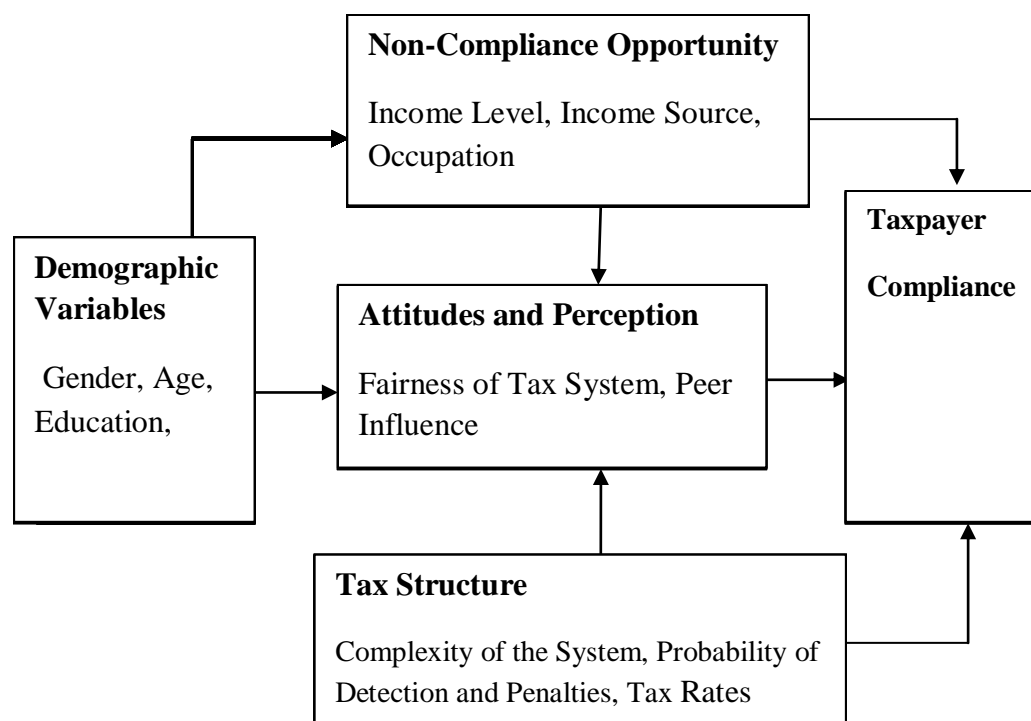 Non-Compliance Opportunity
Income Level, Income Source,
Occupation
Demographic
Variables
Gender, Age,
Education,
Attitudes and Perception
Fairness of Tax System, Peer
Influence
Taxpayer
Compliance
Tax Structure
Complexity of the System, Probability of
Detection and Penalties, Tax Rates